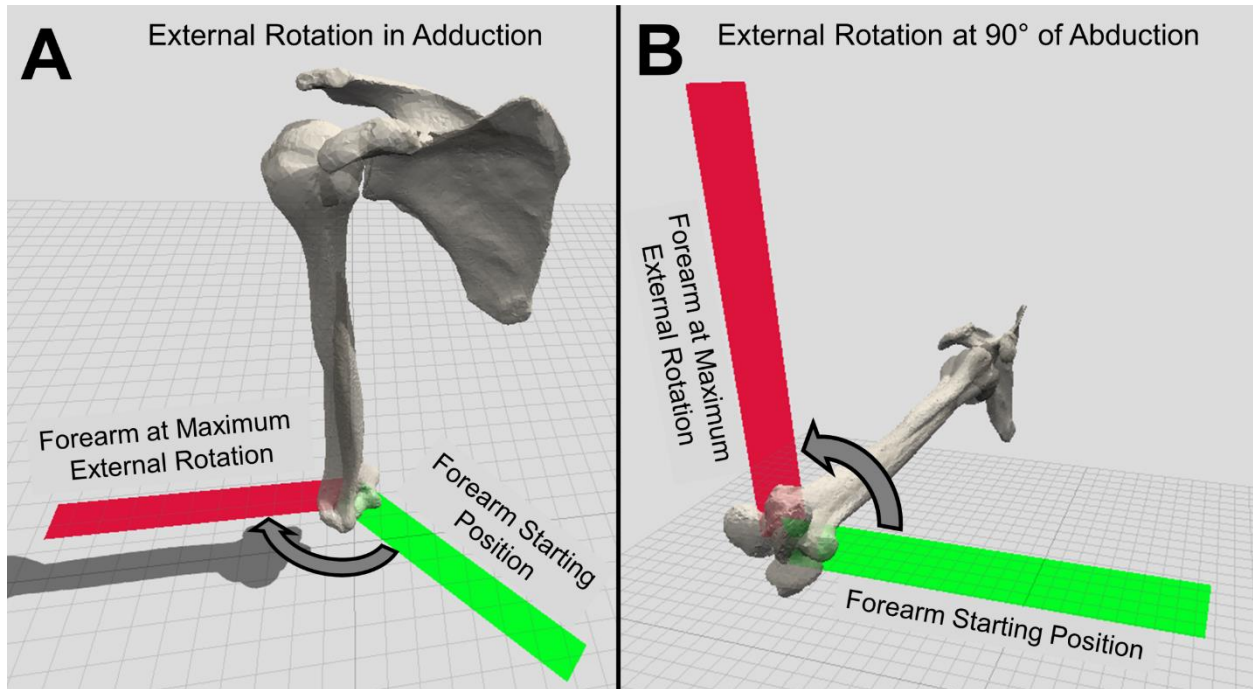 A
External Rotation in Adduction
Forearm at Maximum
External Rotation
Forearm Starting
Position
B
External Rotation at 90° of Abduction
Forearm at Maximum
External Rotation
Forearm Starting Position